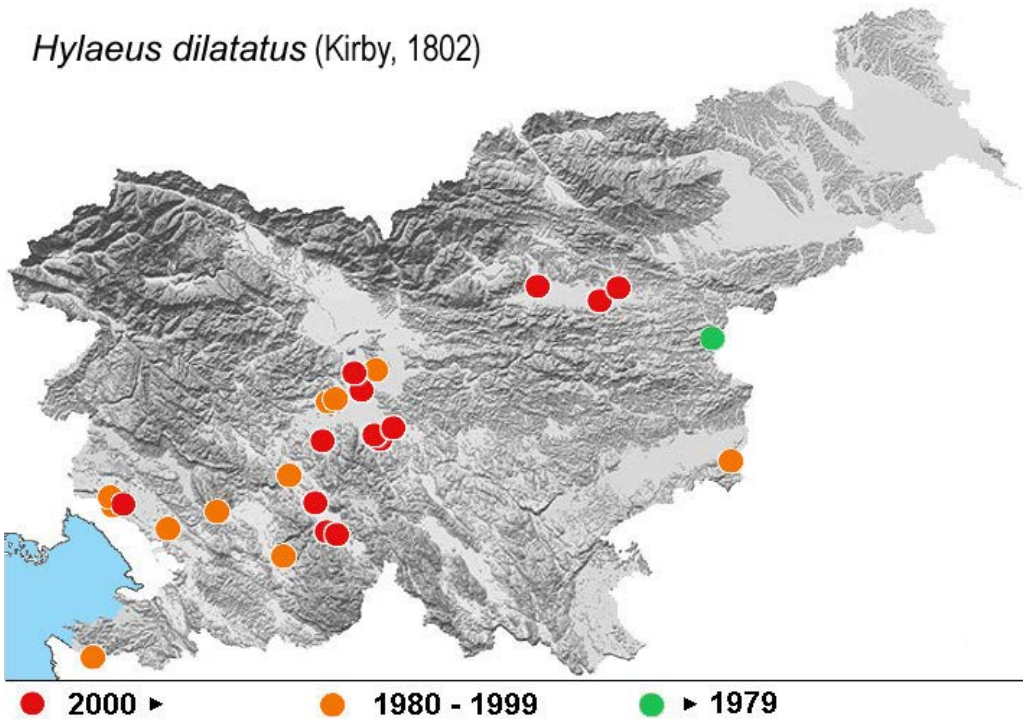 Hylaeus dilatatus (Kirby, 1802)
2000 ► 1980 - 1999 ► 1979